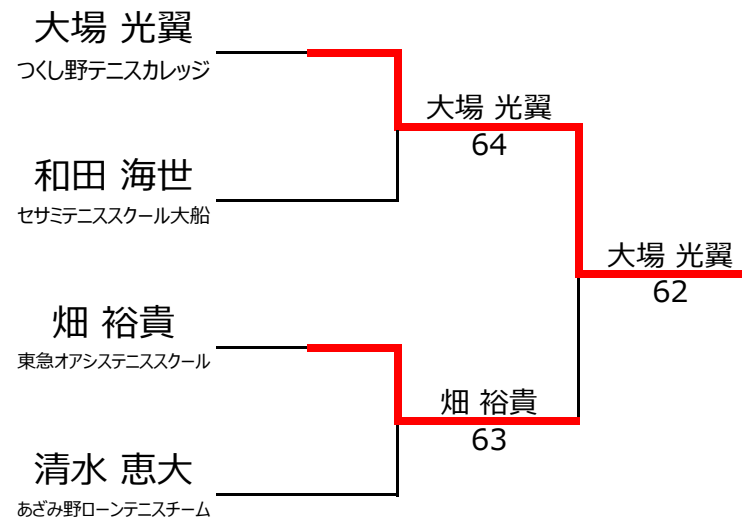 大場 光翼
つくし野テニスカレッジ
大場 光翼
64
和田 海世
セサミテニススクール大船
大場 光翼
62
畑 裕貴
東急オアシステニススクール
畑 裕貴
63
清水 恵大
あざみ野ローンテニスチーム